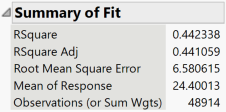 Summary of Fit
RSquare 0.442338
RSquare Adj 0.441059
Root Mean Square Error 6.580615
Mean of Response 24.40013
Observations (or Sum Wgts) 48914